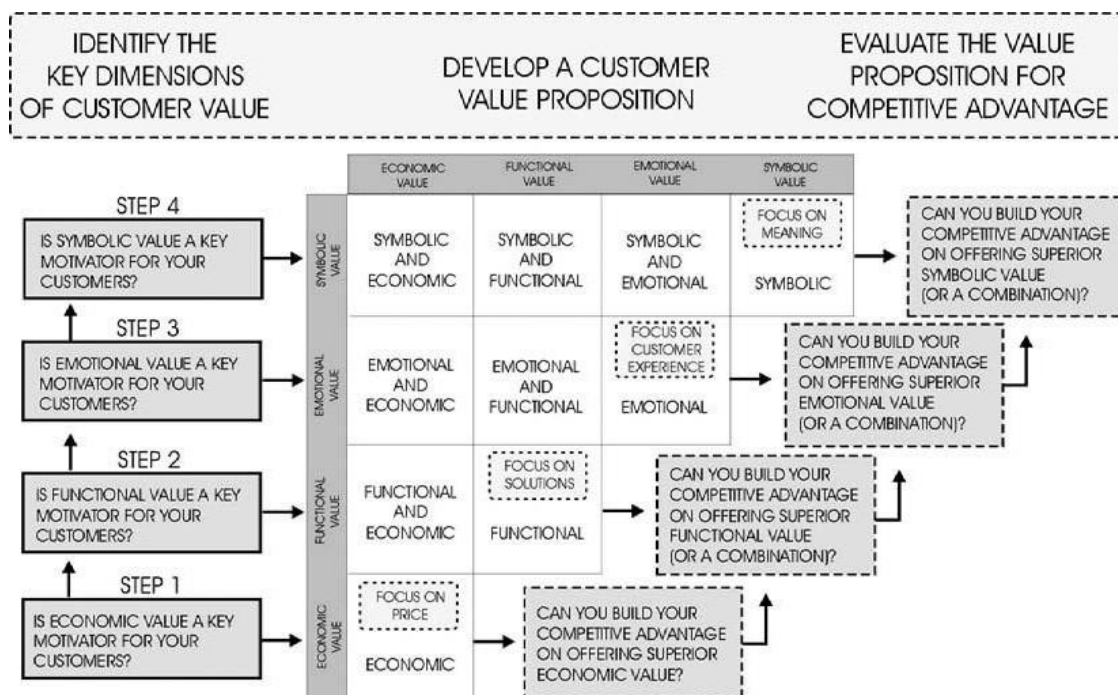 IDENTIFY THE
KEY DIMENSIONS
OF CUSTOMER VALUE
DEVELOP A CUSTOMER
VALUE PROPOSITION
EVALUATE THE VALUE
PROPOSITION FOR
COMPETITIVE ADVANTAGE
ECONOMIC
VALUE
FUNCTIONAL
VALUE
EMOTIONAL
VALUE
SYMBOLIC
VALUE
STEP 4
IS SYMBOLIC VALUE A KEY
MOTIVATOR FOR YOUR
CUSTOMERS?
SYMBOLIC
VALUE
SYMBOLIC
AND
ECONOMIC
SYMBOLIC
AND
FUNCTIONAL
SYMBOLIC
AND
EMOTIONAL
FOCUS ON
MEANING
SYMBOLIC
CAN YOU BUILD YOUR
COMPETITIVE ADVANTAGE
ON OFFERING SUPERIOR
SYMBOLIC VALUE
(OR A COMBINATION)?
STEP 3
IS EMOTIONAL VALUE A KEY
MOTIVATOR FOR YOUR
CUSTOMERS?
EMOTIONAL
VALUE
EMOTIONAL
AND
ECONOMIC
EMOTIONAL
AND
FUNCTIONAL
FOCUS ON
CUSTOMER
EXPERIENCE
EMOTIONAL
CAN YOU BUILD YOUR
COMPETITIVE ADVANTAGE
ON OFFERING SUPERIOR
EMOTIONAL VALUE
(OR A COMBINATION)?
STEP 2
IS FUNCTIONAL VALUE A KEY
MOTIVATOR FOR YOUR
CUSTOMERS?
FUNCTIONAL
VALUE
FUNCTIONAL
AND
ECONOMIC
FOCUS ON
SOLUTIONS
FUNCTIONAL
CAN YOU BUILD YOUR
COMPETITIVE ADVANTAGE
ON OFFERING SUPERIOR
FUNCTIONAL VALUE
(OR A COMBINATION)?
STEP 1
IS ECONOMIC VALUE A KEY
MOTIVATOR FOR YOUR
CUSTOMERS?
ECONOMIC
VALUE
FOCUS ON
PRICE
ECONOMIC
CAN YOU BUILD YOUR
COMPETITIVE ADVANTAGE
ON OFFERING SUPERIOR
ECONOMIC VALUE?